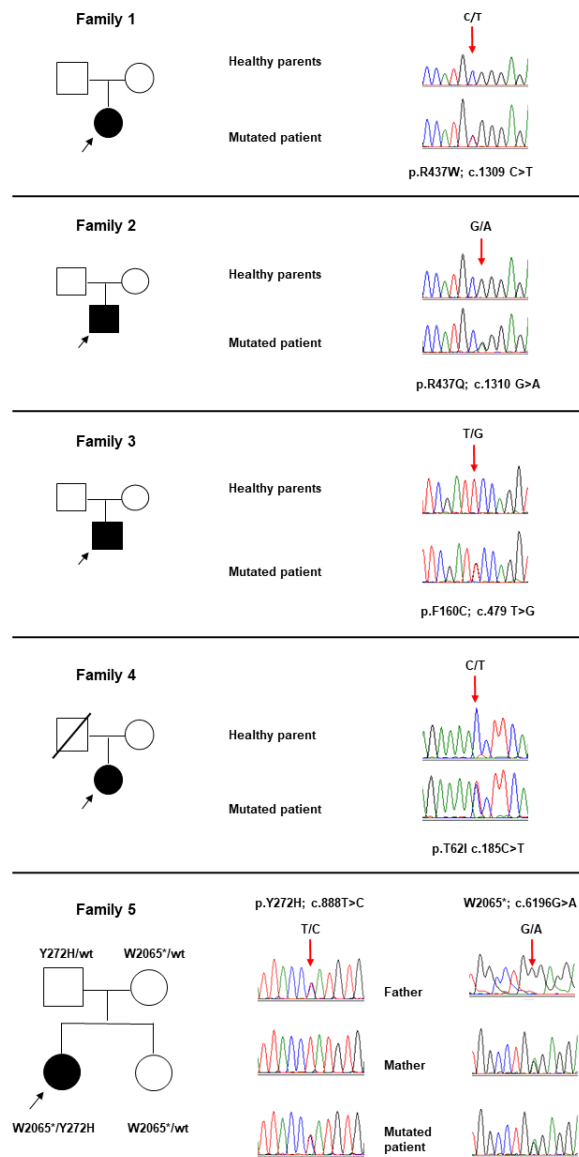 Family 1
C/T
Healthy parents
Mutated patient
p.R437W; c.1309 C>T
Family 2
G/A
Healthy parents
Mutated patient
p.R437Q; c.1310 G>A
Family 3
T/G
Healthy parents
Mutated patient
p.F160C; c.479 T>G
Family 4
C/T
Healthy parent
Mutated patient
p.T62I c.185C>T
Family 5
p.Y272H; c.888T>C
W2065*; c.6196G>A
T/C
G/A
Y272H/wt
W2065*/wt
Father
Mather
W2065*/Y272H
W2065*/wt
Mutated
patient